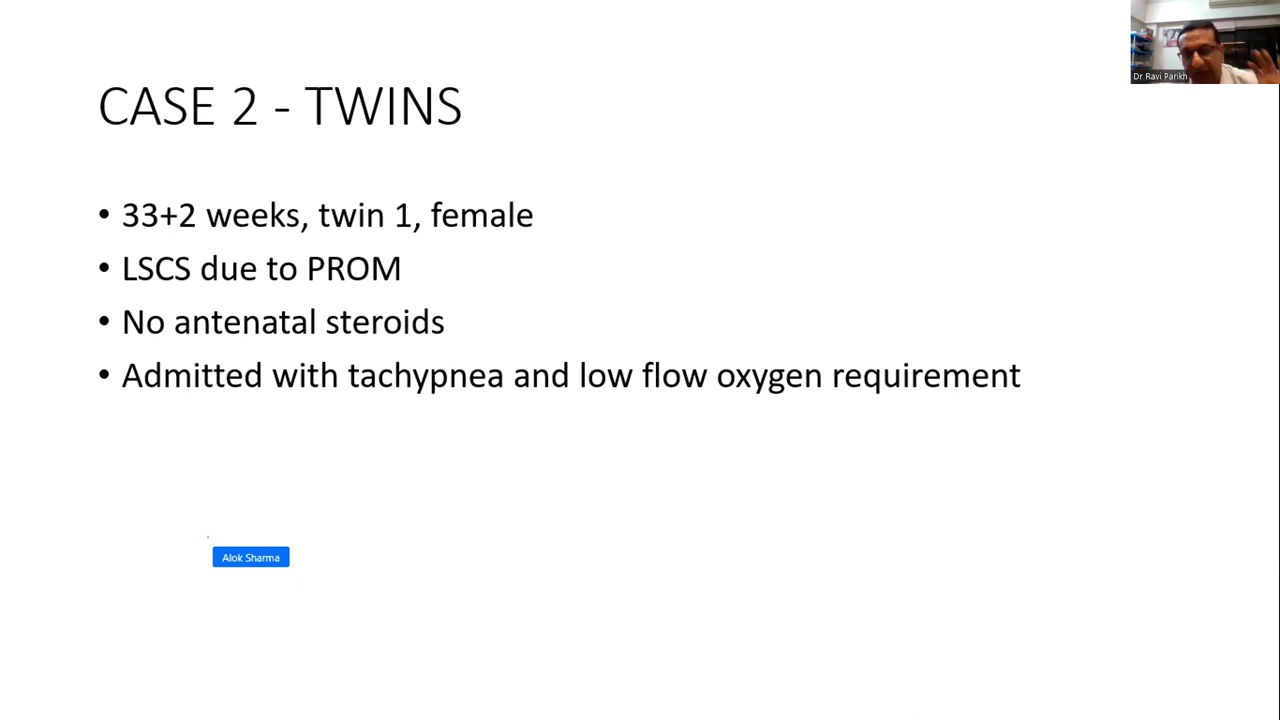 Dr Ravi Parikh
CASE 2 - TWINS
• 33+2 weeks, twin 1, female
• LSCS due to PROM
• No antenatal steroids
• Admitted with tachypnea and low flow oxygen requirement
Alok Sharma